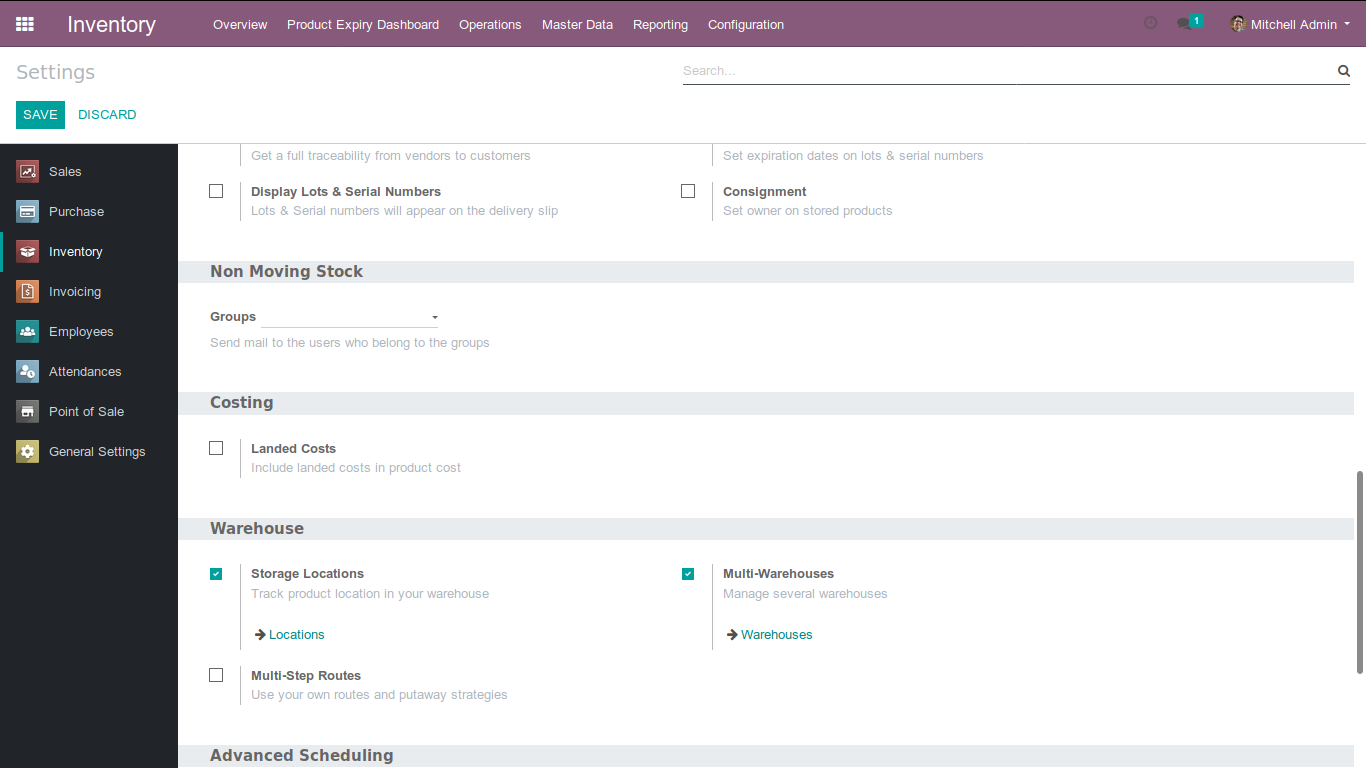 Inventory
Overview
Product Expiry Dashboard
Operations
Master Data
Reporting
Configuration
1
Mitchell Admin
Settings
Search...
SAVE
DISCARD
Sales
Purchase
Inventory
Invoicing
Employees
Attendances
Point of Sale
General Settings
Get a full traceability from vendors to customers
Set expiration dates on lots & serial numbers
Display Lots & Serial Numbers
Lots & Serial numbers will appear on the delivery slip
Consignment
Set owner on stored products
Non Moving Stock
Groups
Send mail to the users who belong to the groups
Costing
Landed Costs
Include landed costs in product cost
Warehouse
Storage Locations
Track product location in your warehouse
Locations
Multi-Warehouses
Manage several warehouses
Warehouses
Multi-Step Routes
Use your own routes and putaway strategies
Advanced Scheduling